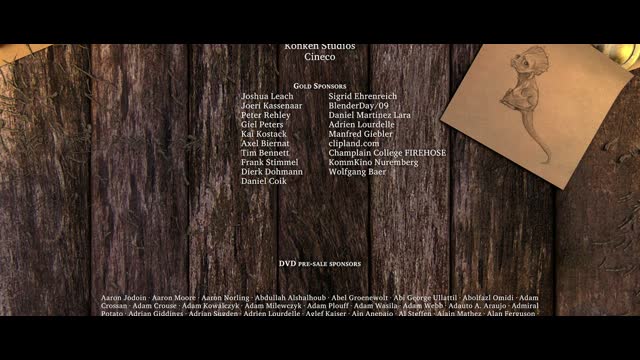 Konken Studios
Cineco
Gold Sponsors
Joshua Leach
Joeri Kassenaar
Peter Rehley
Giel Peters
Kai Kostack
Axel Biernat
Tim Bennett
Frank Stimmel
Dierk Dohmann
Daniel Coik
Sigrid Ehrenreich
BlenderDay/09
Daniel Martinez Lara
Adrien Lourdelle
Manfred Giebler
clipland.com
Champlain College FIREHOSE
KommKino Nuremberg
Wolfgang Baer
DVD pre-sale sponsors
Aaron Jodoin · Aaron Moore · Aaron Norling · Abdullah Alshalhoub · Abel Groenewolt · Abi George Ullattil · Abolfazl Omidi · Adam
Crossan · Adam Crouse · Adam Kowalczyk · Adam Milewczyk · Adam Plouff · Adam Wasila · Adam Webb · Adauto A. Araujo · Admiral
Potato · Adrian Giddings · Adrian Sugden · Adrien Lourdelle · Aglef Kaiser · Ain Anepaio · Al Steffen · Alain Mathez · Alan Ferguson ·